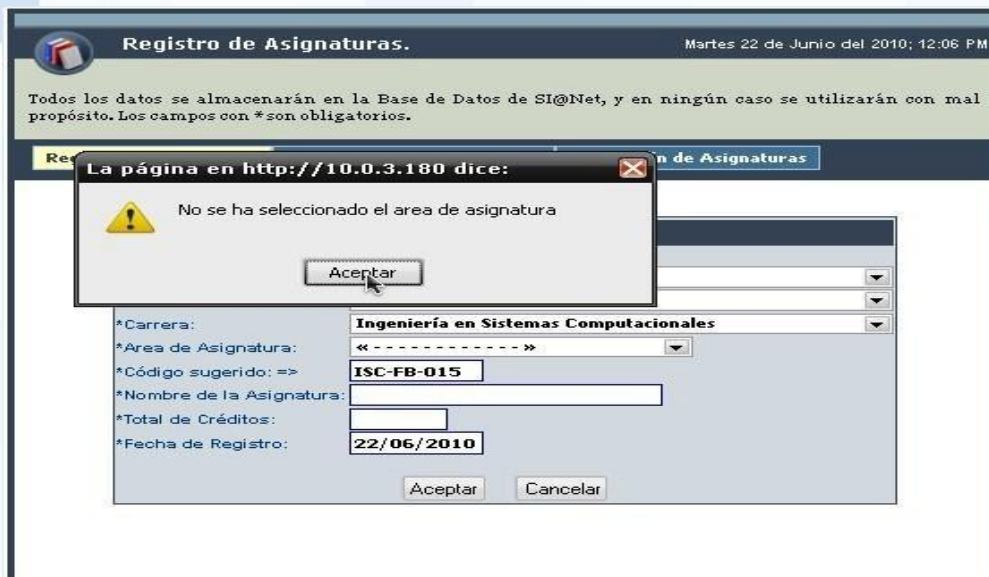 Registro de Asignaturas.
Martes 22 de Junio del 2010; 12:06 PM
Todos los datos se almacenarán en la Base de Datos de SI@Net, y en ningún caso se utilizarán con mal
propósito. Los campos con * son obligatorios.
de Asignaturas
La página en http://10.0.3.180 dice:
No se ha seleccionado el area de asignatura
Aceptar
*Carrera:
Ingeniería en Sistemas Computacionales
*Area de Asignatura:
«- - - - - - - - - - - -»
*Código sugerido: =>
ISC-FB-015
*Nombre de la Asignatura:
*Total de Créditos:
*Fecha de Registro:
22/06/2010
Aceptar
Cancelar